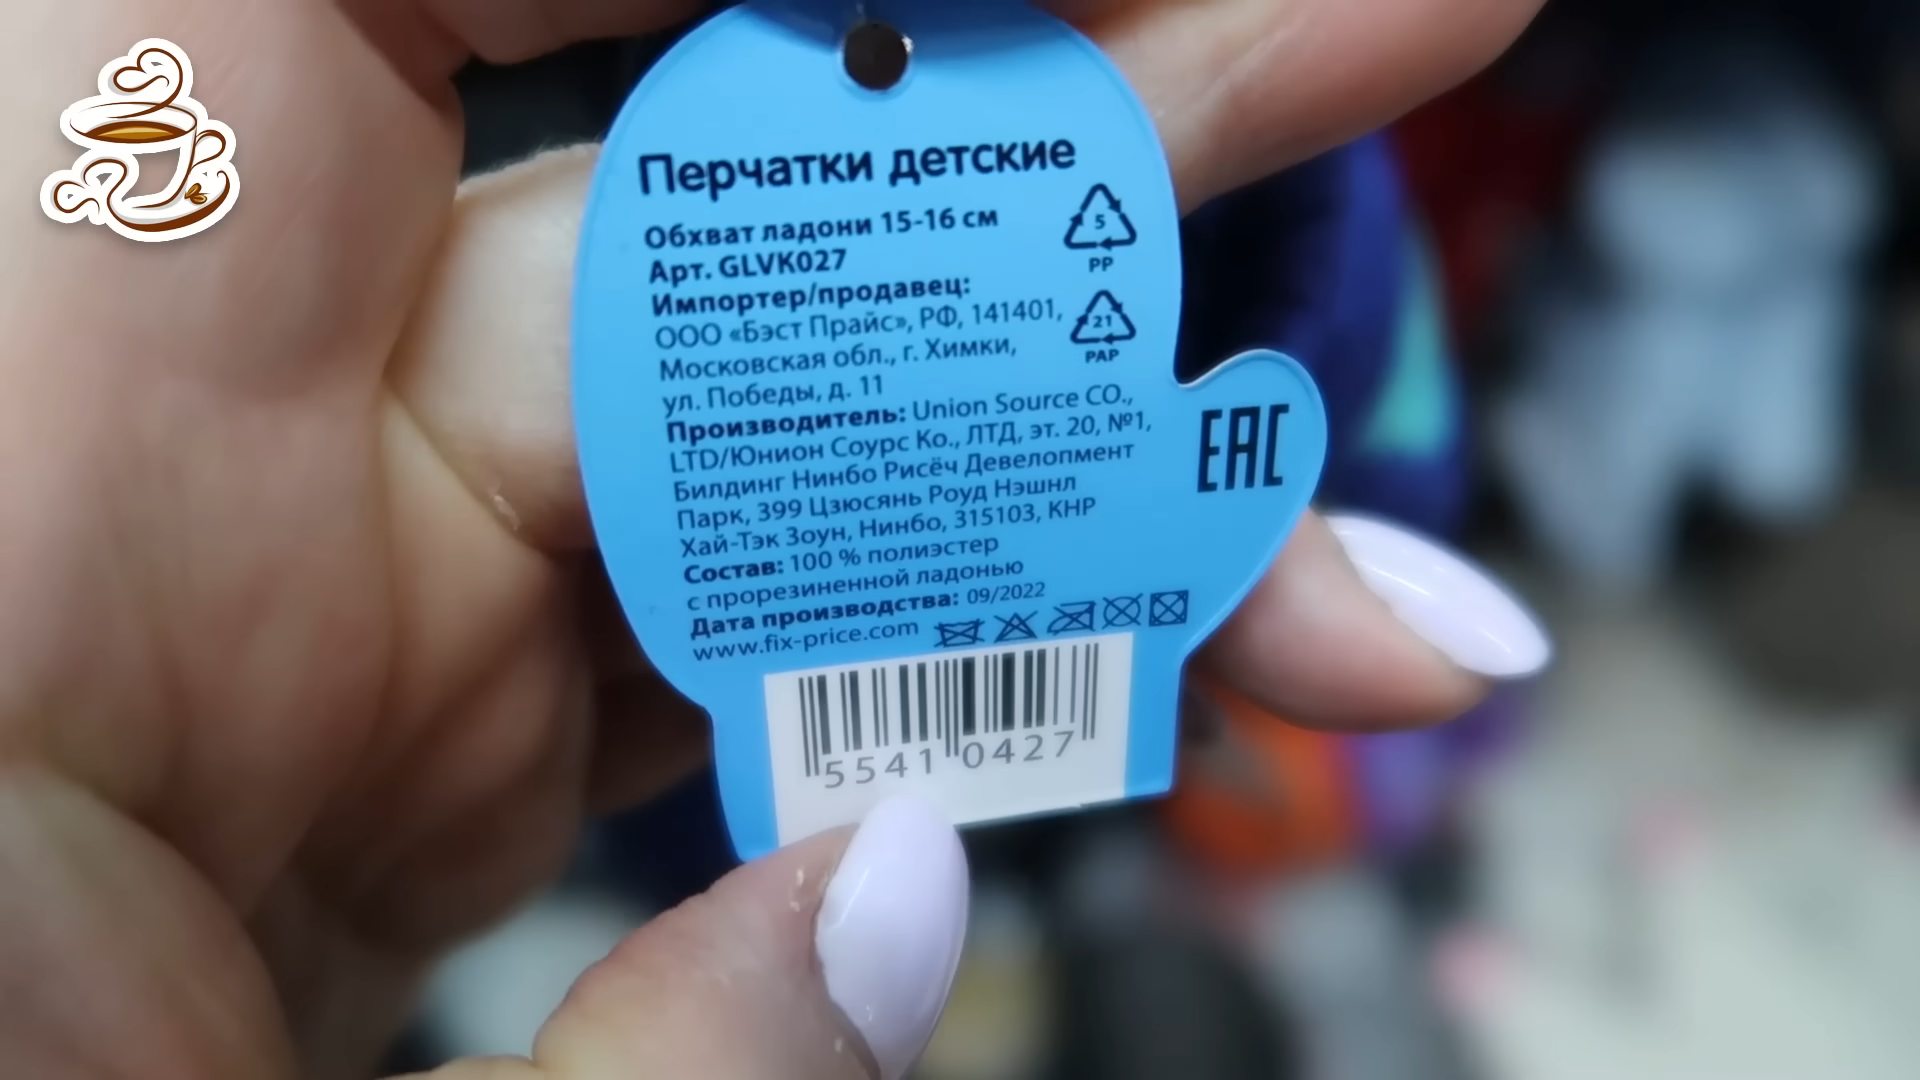 Перчатки детские
Обхват ладони 15-16 см
Арт. GLVK027
Импортер/продавец:
ООО «Бэст Прайс», РФ, 141401,
Московская обл., г. Химки,
ул. Победы, д. 11
Производитель: Union Source CO.,
LTD/Юнион Соурс Ко., ЛТД, эт. 20, №1,
Билдинг Нинбо Рисёч Девелопмент
Парк, 399 Цзюсянь Роуд Нэшнл
Хай-Тэк Зоун, Нинбо, 315103, КНР
Состав: 100 % полиэстер
с прорезиненной ладонью
Дата производства: 09/2022
www.fix-price.com
5
PP
21
PAP
EAC
5541 0427